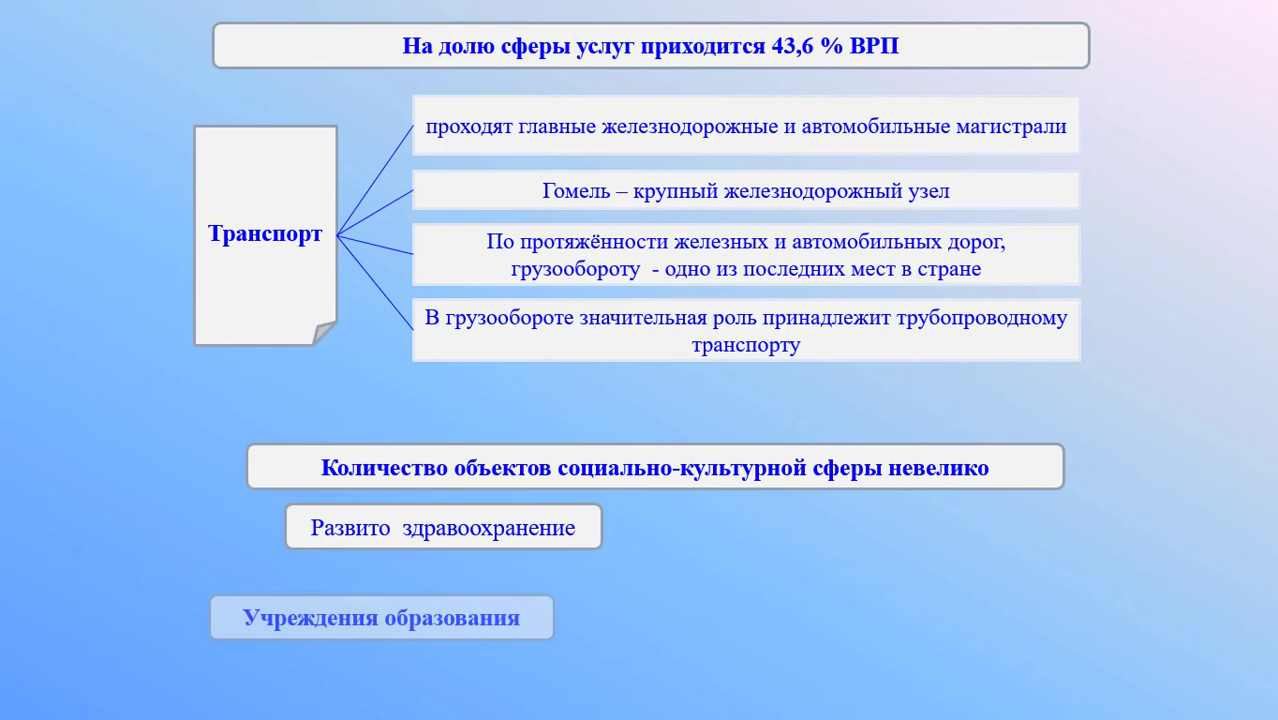 На долю сферы услуг приходится 43,6 % ВРП
проходят главные железнодорожные и автомобильные магистрали
Гомель – крупный железнодорожный узел
Транспорт
По протяжённости железных и автомобильных дорог,
грузообороту - одно из последних мест в стране
В грузообороте значительная роль принадлежит трубопроводному
транспорту
Количество объектов социально-культурной сферы невелико
Развито здравоохранение
Учреждения образования